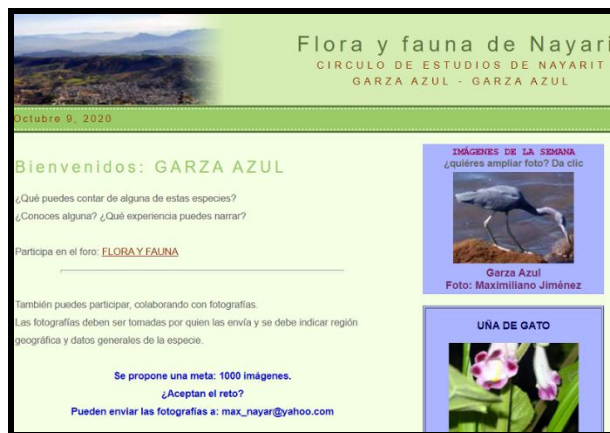 Flora y fauna de Nayari
CIRCULO DE ESTUDIOS DE NAYARIT
GARZA AZUL - GARZA AZUL
Octubre 9, 2020
Bienvenidos: GARZA AZUL
¿Qué puedes contar de alguna de estas especies?
¿Conoces alguna? ¿Qué experiencia puedes narrar?
Participa en el foro: FLORA Y FAUNA
También puedes participar, colaborando con fotografías.
Las fotografías deben ser tomadas por quien las envía y se debe indicar región
geográfica y datos generales de la especie.
Se propone una meta: 1000 imágenes.
¿Aceptan el reto?
Pueden enviar las fotografías a: max_nayar@yahoo.com
IMÁGENES DE LA SEMANA
¿quiéres ampliar foto? Da clic
Garza Azul
Foto: Maximiliano Jiménez
UÑA DE GATO